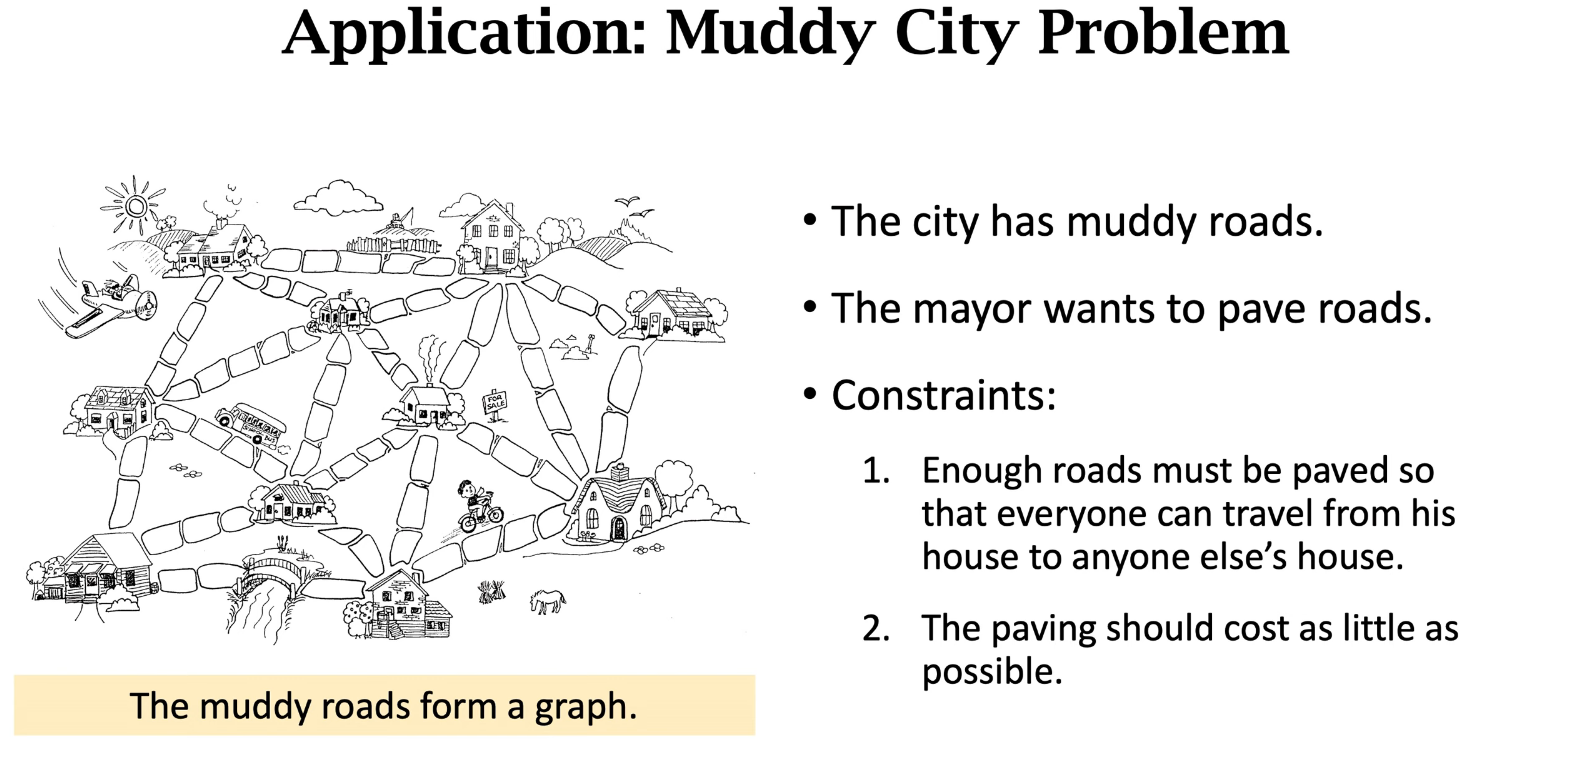 Application: Muddy City Problem
• The city has muddy roads.
• The mayor wants to pave roads.
• Constraints:
1. Enough roads must be paved so
that everyone can travel from his
house to anyone else’s house.
2. The paving should cost as little as
possible.
FOR
SALE
The muddy roads form a graph.